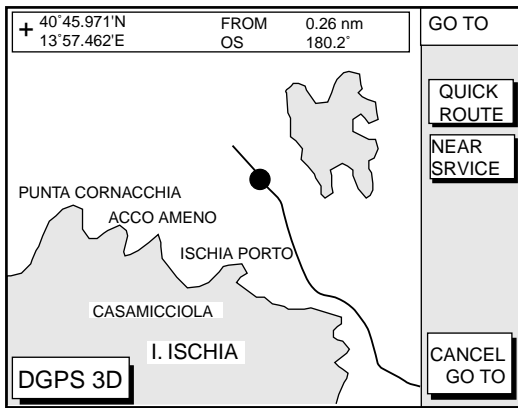 + 40°45.971'N FROM 0.26 nm
13°57.462'E OS 180.2°
GO TO
QUICK
ROUTE
NEAR
SRVICE
PUNTA CORNACCHIA
ACCO AMENO
ISCHIA PORTO
CASAMICCIOLA
I. ISCHIA
DGPS 3D
CANCEL
GO TO